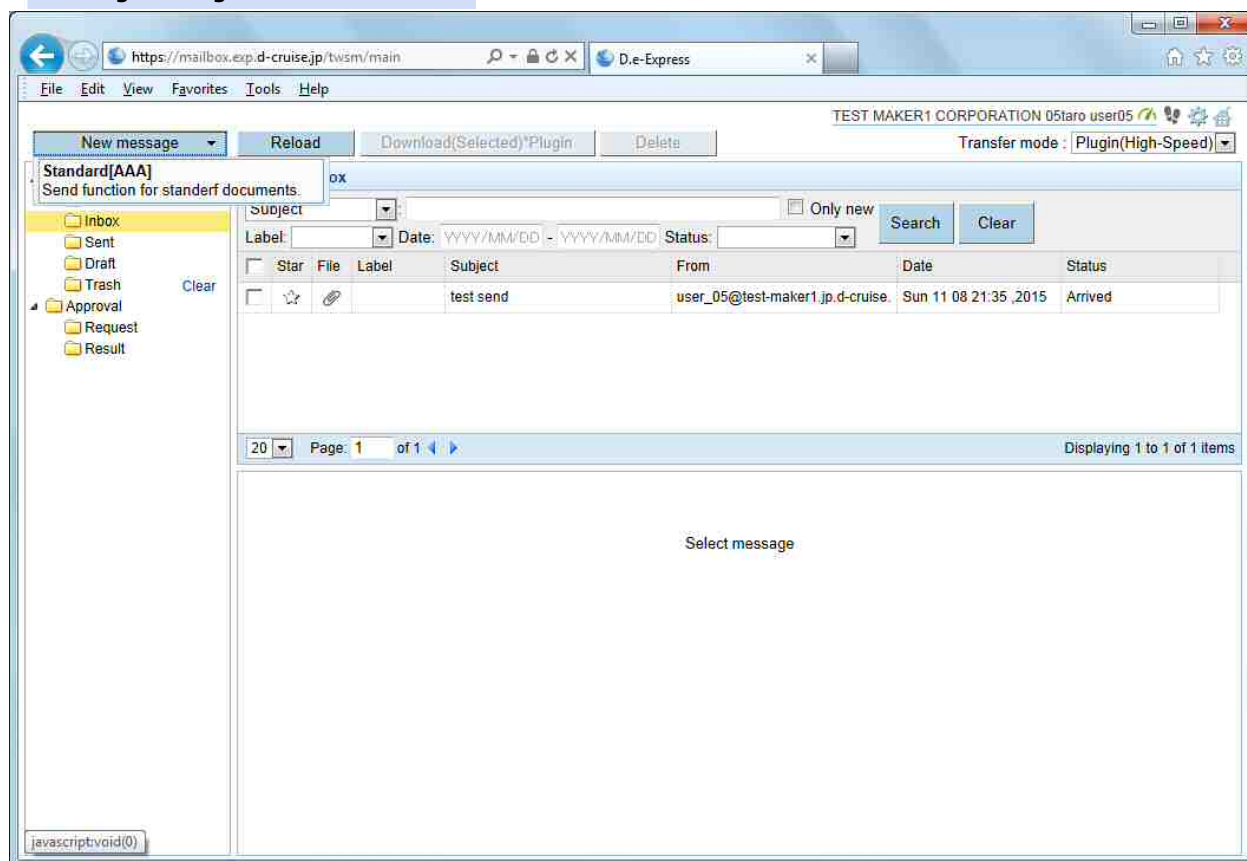 https://mailbox.exp.d-cruise.jp/twsm/main
D.e-Express
File Edit View Favorites Tools Help
TEST MAKER1 CORPORATION 05taro user05
New message Reload Download(Selected)*Plugin Delete Transfer mode : Plugin(High-Speed)
Standard[AAA]
Send function for standerf documents.
ox
Subject : Only new
Search Clear
Label: Date: YYYY/MM/DD - YYYY/MM/DD Status:
Inbox
Sent
Draft
Trash Clear
Approval
Request
Result
Star File Label Subject From Date Status
test send user_05@test-maker1.jp.d-cruise. Sun 11 08 21:35 ,2015 Arrived
20 Page: 1 of 1 Displaying 1 to 1 of 1 items
Select message
javascript:void(0)